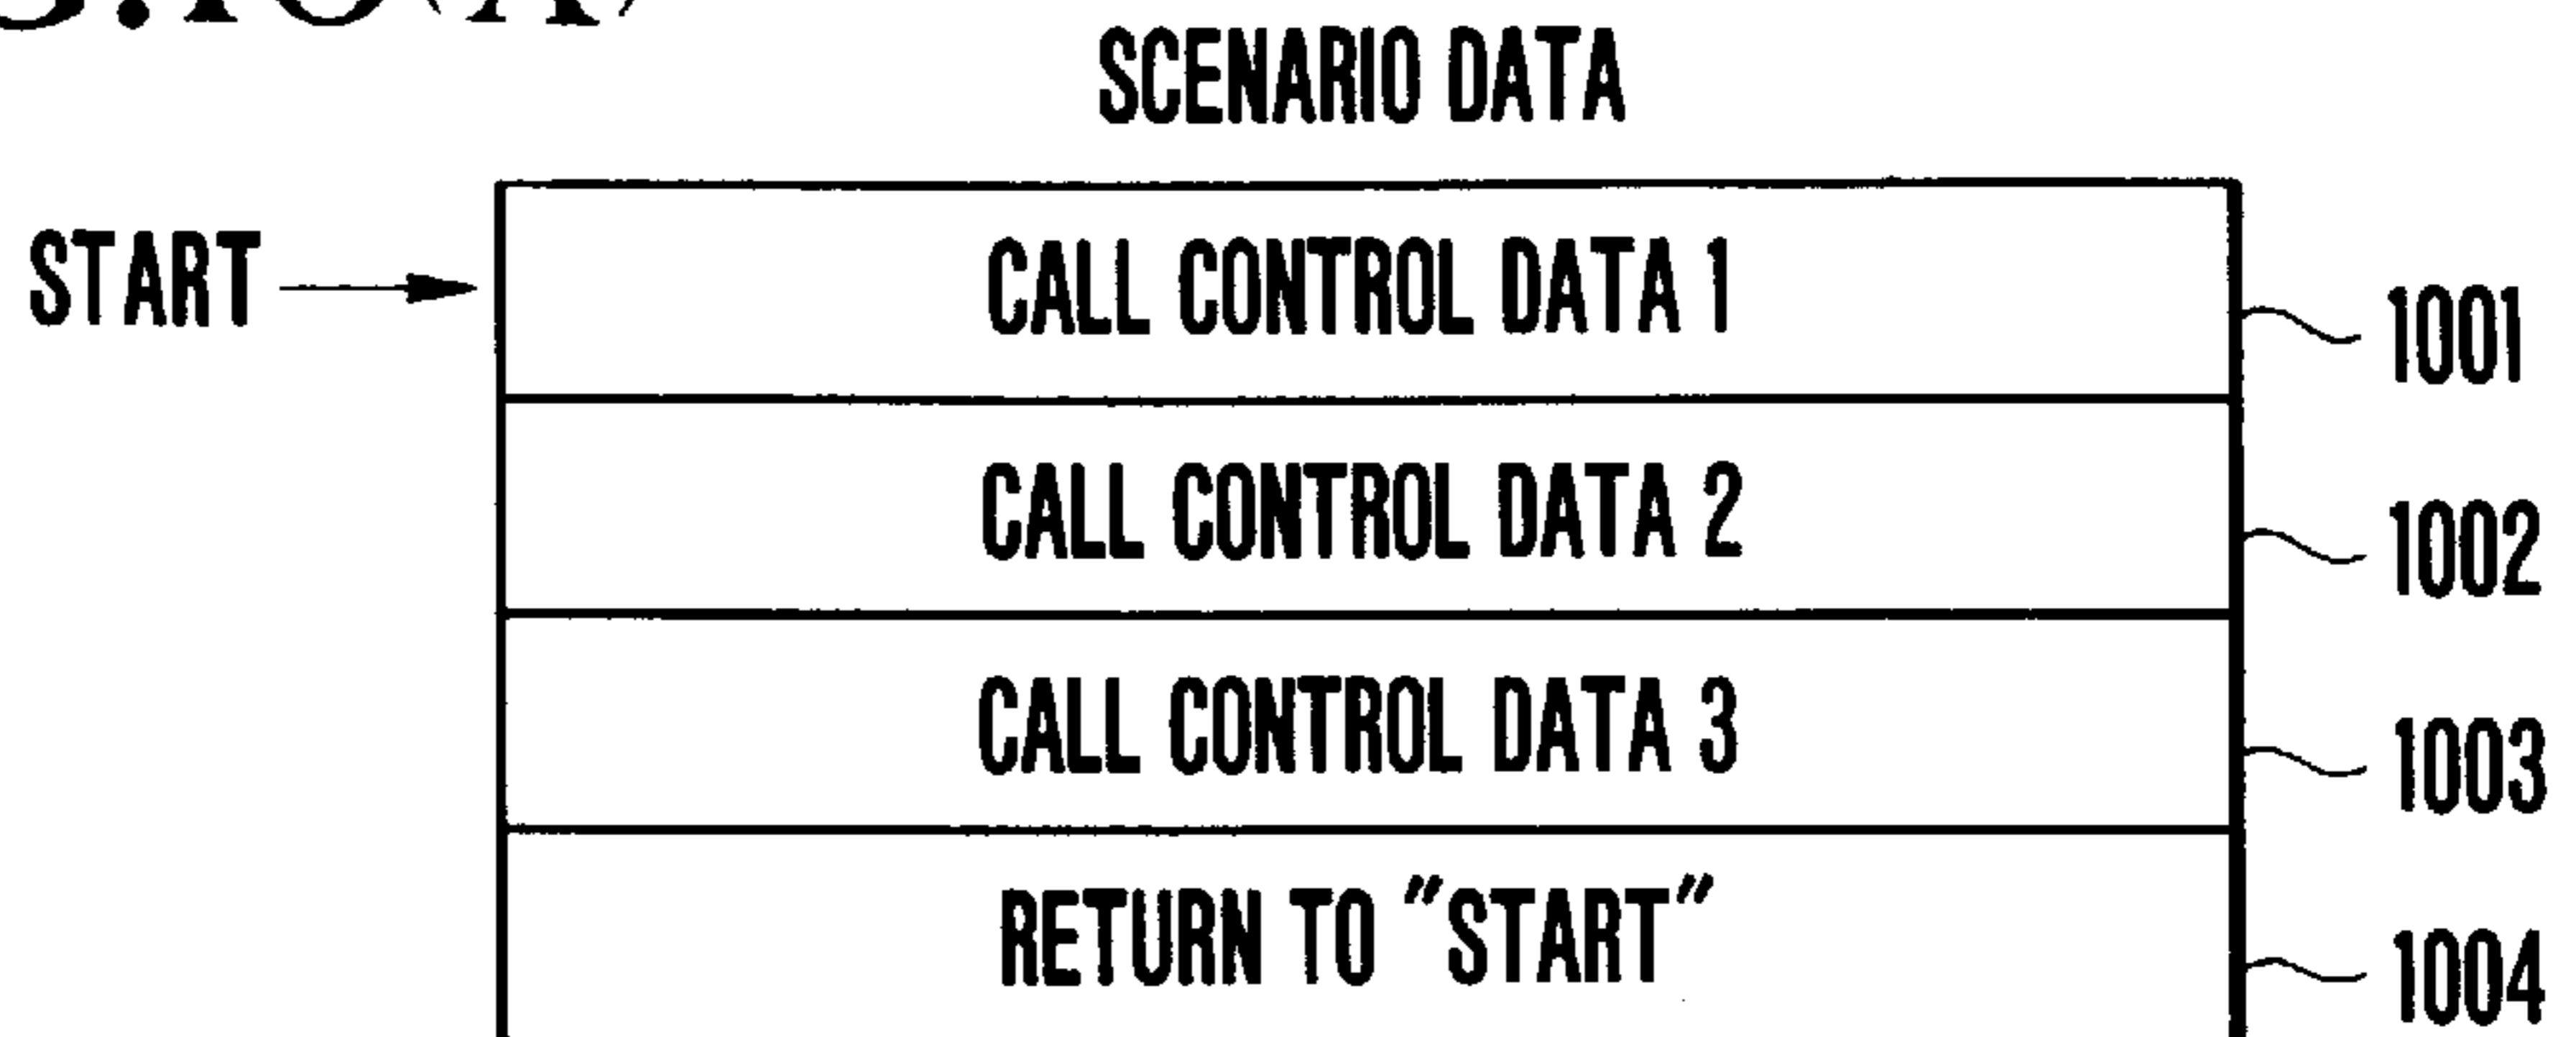 SCENARIO DATA
START
CALL CONTROL DATA 1
1001
CALL CONTROL DATA 2
1002
CALL CONTROL DATA 3
1003
RETURN TO "START"
1004